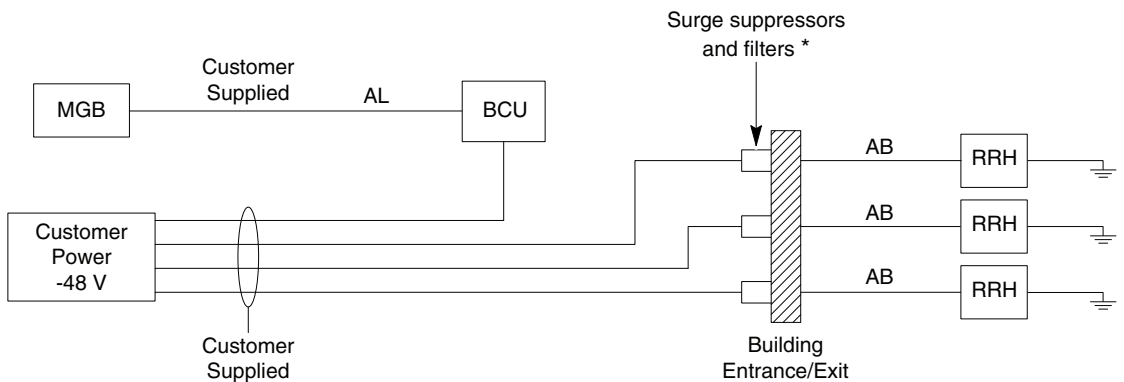 Surge suppressors
and filters *
Customer
Supplied
MGB
AL
BCU
AB
RRH
Customer
Power
-48 V
AB
RRH
AB
RRH
Customer
Supplied
Building
Entrance/Exit